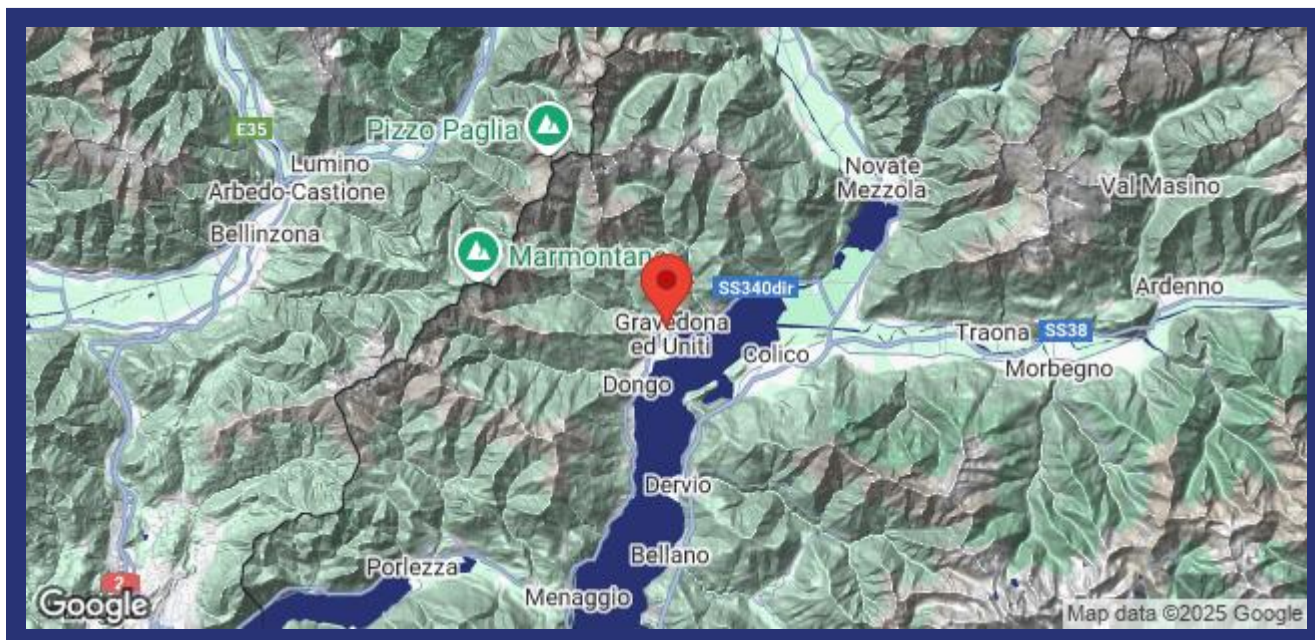 E35
Pizzo Paglia
Lumino
Arbedo-Castione
Bellinzona
Novate
Mezzola
Val Masino
Marmontana
SS340dir
Ardenno
Gravedona
ed Uniti
Traona
SS38
Colico
Morbegno
Dongo
Dervio
Bellano
Porlezza
Menaggio
2
Google
Map data ©2025 Google